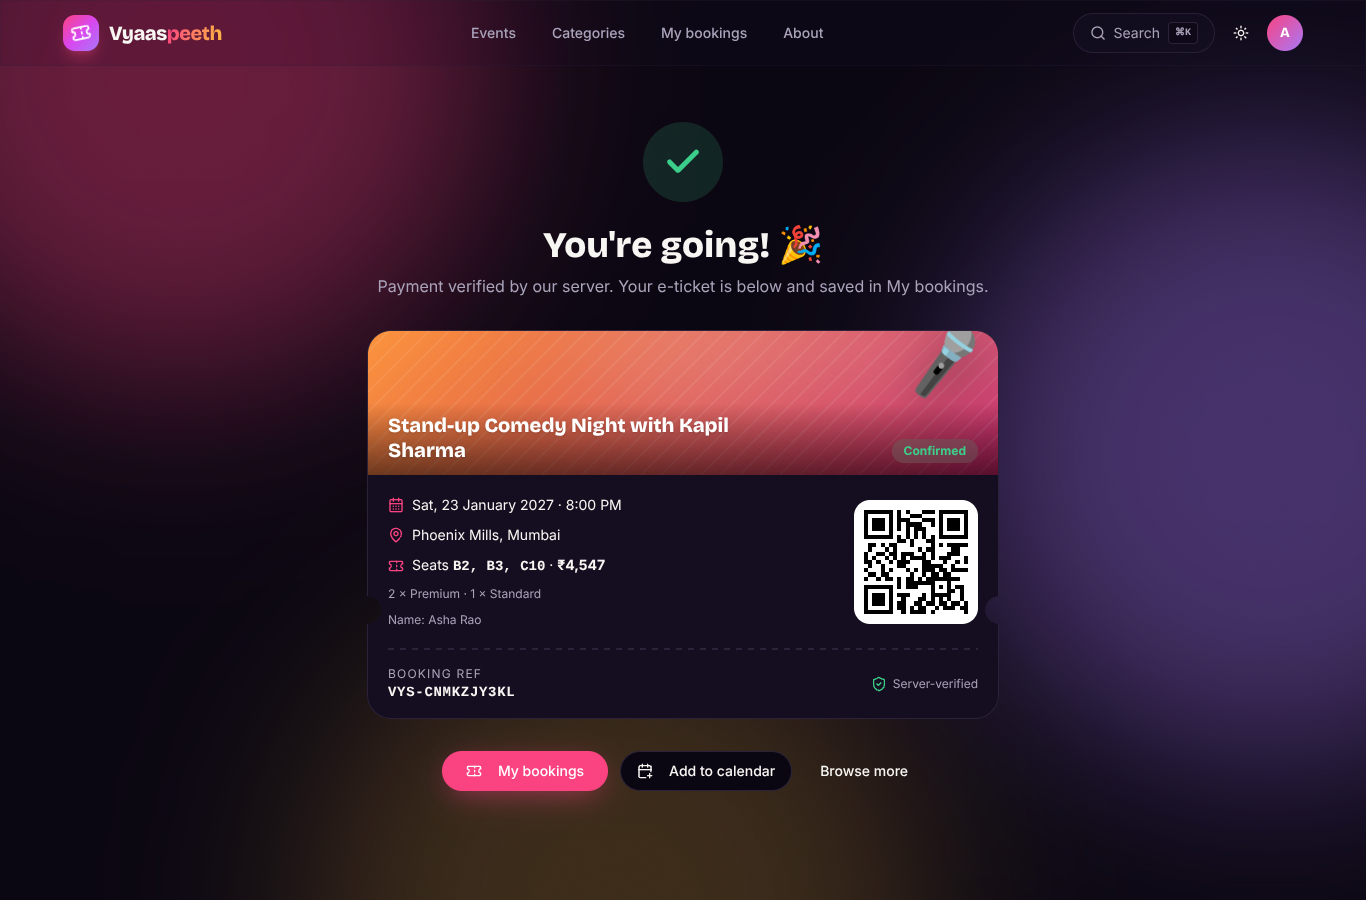 Vyaaspeeth
Events
Categories
My bookings
About
Search
⌘K
A
You're going! 🎉
Payment verified by our server. Your e-ticket is below and saved in My bookings.
Stand-up Comedy Night with Kapil
Sharma
Confirmed
Sat, 23 January 2027 · 8:00 PM
Phoenix Mills, Mumbai
Seats B2, B3, C10 · ₹4,547
2 × Premium · 1 × Standard
Name: Asha Rao
BOOKING REF
VYS-CNMKZJY3KL
Server-verified
My bookings
Add to calendar
Browse more